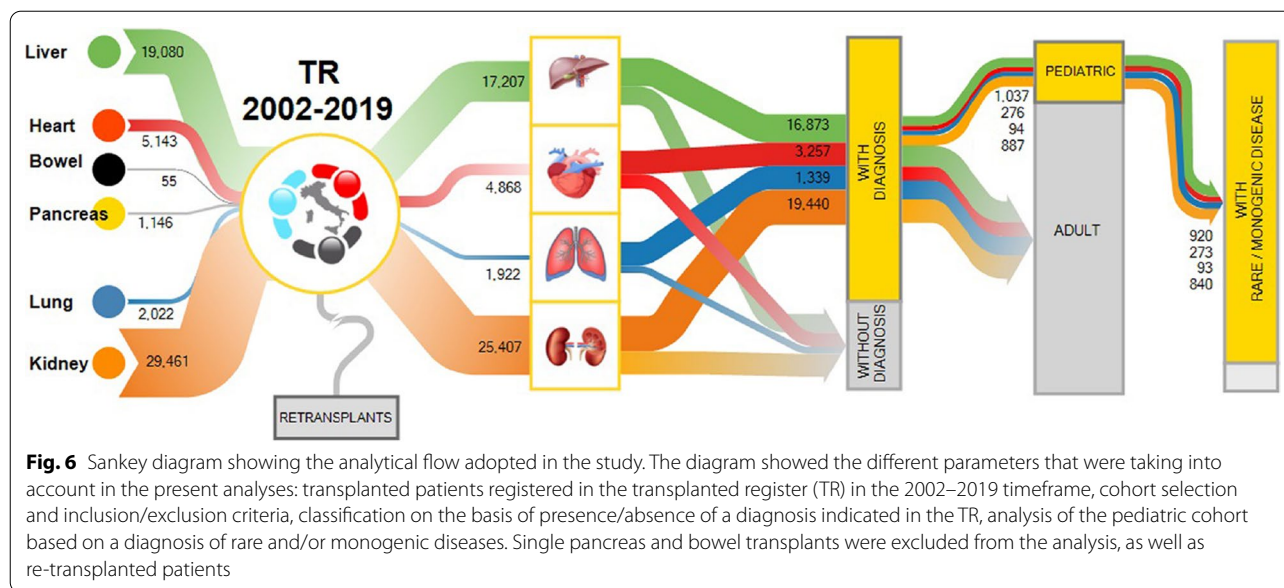 Liver
19,080
Heart
5,143
Bowel
55
Pancreas
1,146
Lung
2,022
Kidney
29,461
TR
2002-2019
RETRANSPLANTS
17,207
4,868
1,922
25,407
16,873
3,257
1,339
19,440
WITH
DIAGNOSIS
WITHOUT
DIAGNOSIS
PEDIATRIC
1,037
276
94
887
ADULT
920
273
93
840
WITH
RARE / MONOGENIC DISEASE
Fig. 6 Sankey diagram showing the analytical flow adopted in the study. The diagram showed the different parameters that were taking into
account in the present analyses: transplanted patients registered in the transplanted register (TR) in the 2002–2019 timeframe, cohort selection
and inclusion/exclusion criteria, classification on the basis of presence/absence of a diagnosis indicated in the TR, analysis of the pediatric cohort
based on a diagnosis of rare and/or monogenic diseases. Single pancreas and bowel transplants were excluded from the analysis, as well as
re-transplanted patients